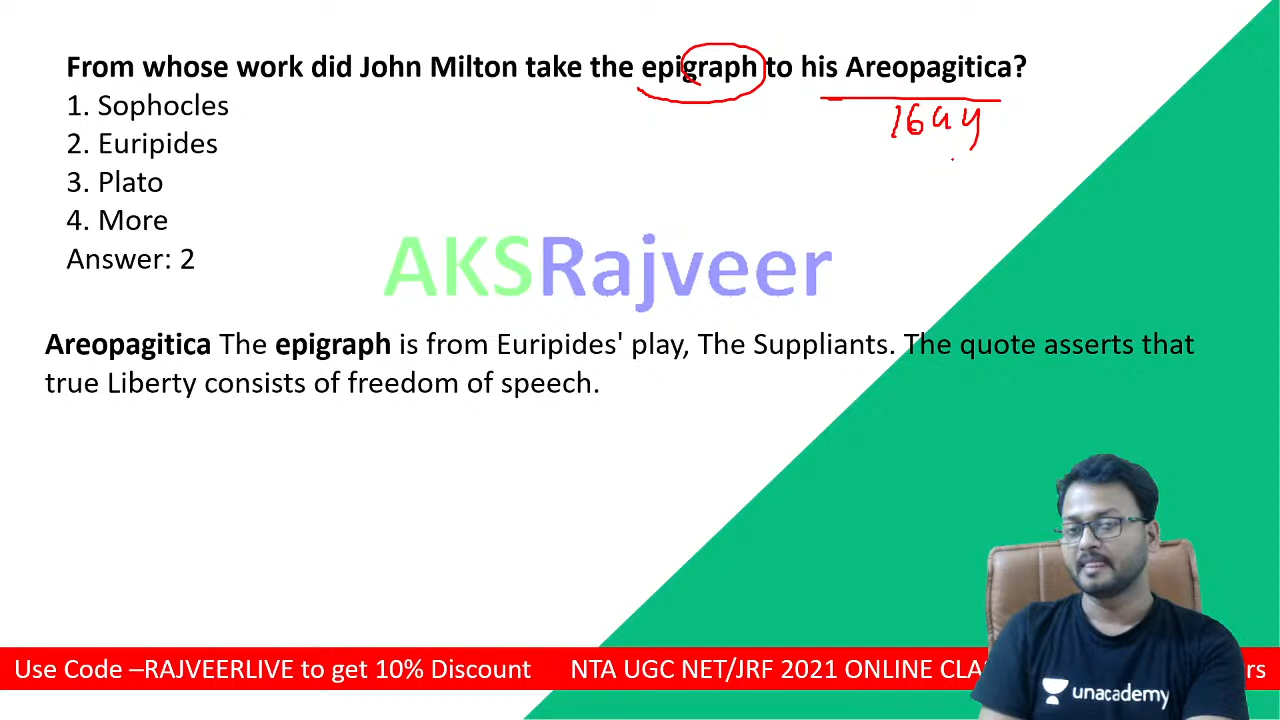 From whose work did John Milton take the epigraph to his Areopagitica?
1644
1. Sophocles
2. Euripides
3. Plato
4. More
Answer: 2
AKSRajveer
Areopagitica The epigraph is from Euripides' play, The Suppliants. The quote asserts that
true Liberty consists of freedom of speech.
Use Code –RAJVEERLIVE to get 10% Discount NTA UGC NET/JRF 2021 ONLINE CLA
rs
unacademy